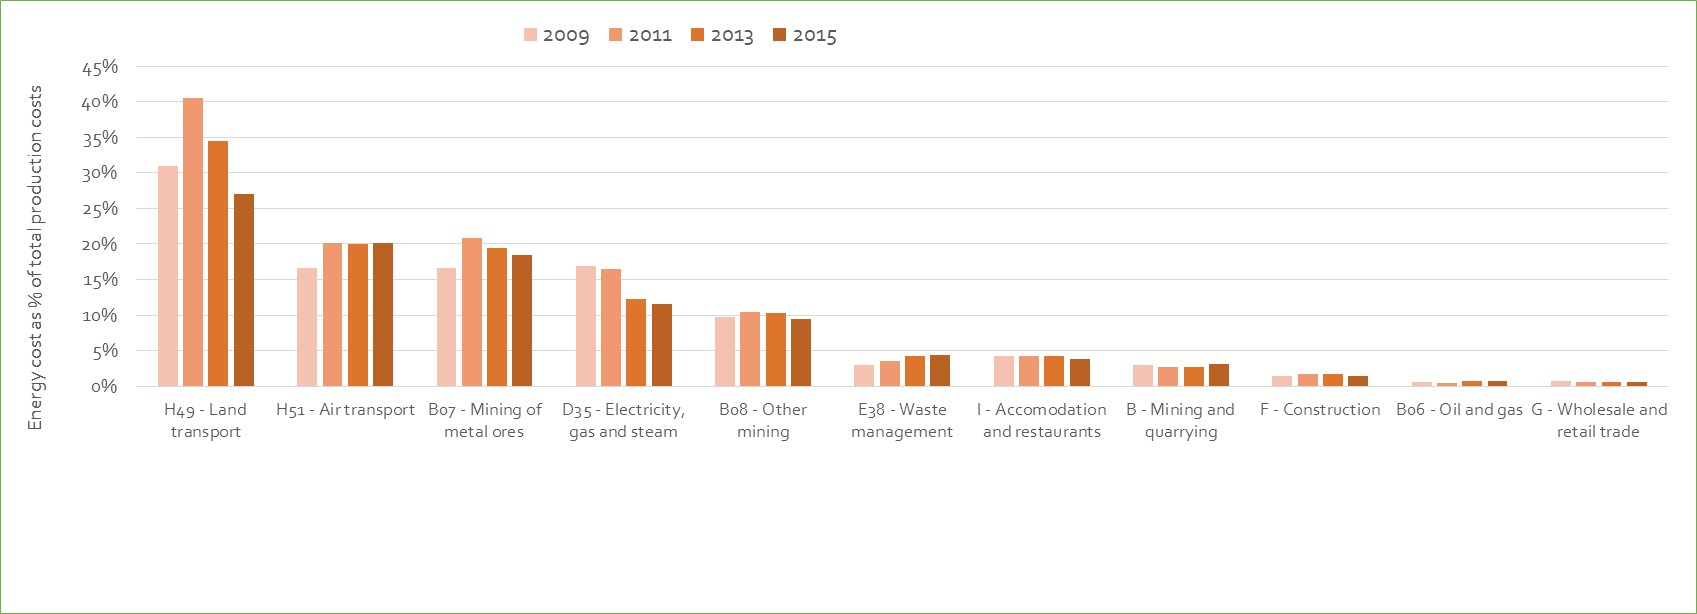 2009 2011 2013 2015
Energy cost as % of total production costs
45%
40%
35%
30%
25%
20%
15%
10%
5%
0%
H49 - Land
transport
H51 - Air transport
B07 - Mining of
metal ores
D35 - Electricity,
gas and steam
B08 - Other
mining
E38 - Waste
management
I - Accomodation
and restaurants
B - Mining and
quarrying
F - Construction
B06 - Oil and gas
G - Wholesale and
retail trade